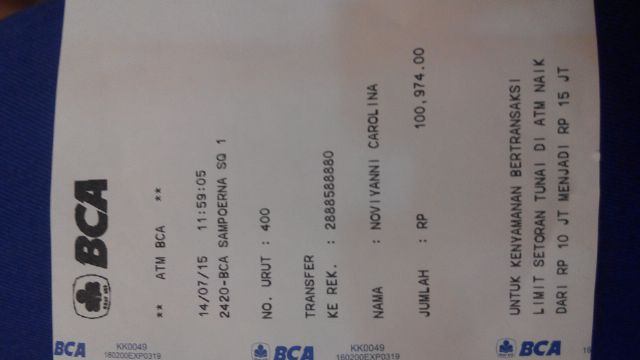 BCA
** ATM BCA **
14/07/15 11:59:05
2420-BCA SAMPOERNA SQ 1
NO. URUT : 400
TRANSFER
KE REK. : 2888588880
NAMA : NOVIYANNI CAROLINA
JUMLAH : RP 100,974.00
UNTUK KENYAMANAN BERTRANSAKSI
LIMIT SETORAN TUNAI DI ATM NAIK
DARI RP 10 JT MENJADI RP 15 JT
BCA
KK0049
160200EXP0319
BCA
KK0049
160200EXP0319
BCA